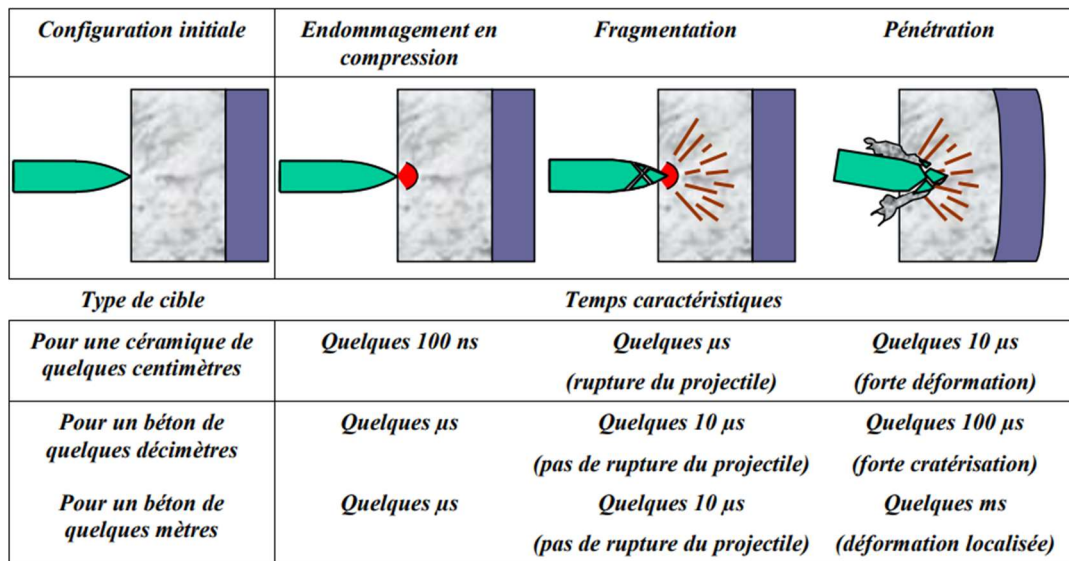 Configuration initiale
Endommagement en
compression
Fragmentation
Pénétration
Type de cible
Temps caractéristiques
Pour une céramique de
quelques centimètres
Quelques 100 ns
Quelques µs
(rupture du projectile)
Quelques 10 µs
(forte déformation)
Pour un béton de
quelques décimètres
Quelques µs
Quelques 10 µs
(pas de rupture du projectile)
Quelques 100 µs
(forte cratérisation)
Pour un béton de
quelques mètres
Quelques µs
Quelques 10 µs
(pas de rupture du projectile)
Quelques ms
(déformation localisée)